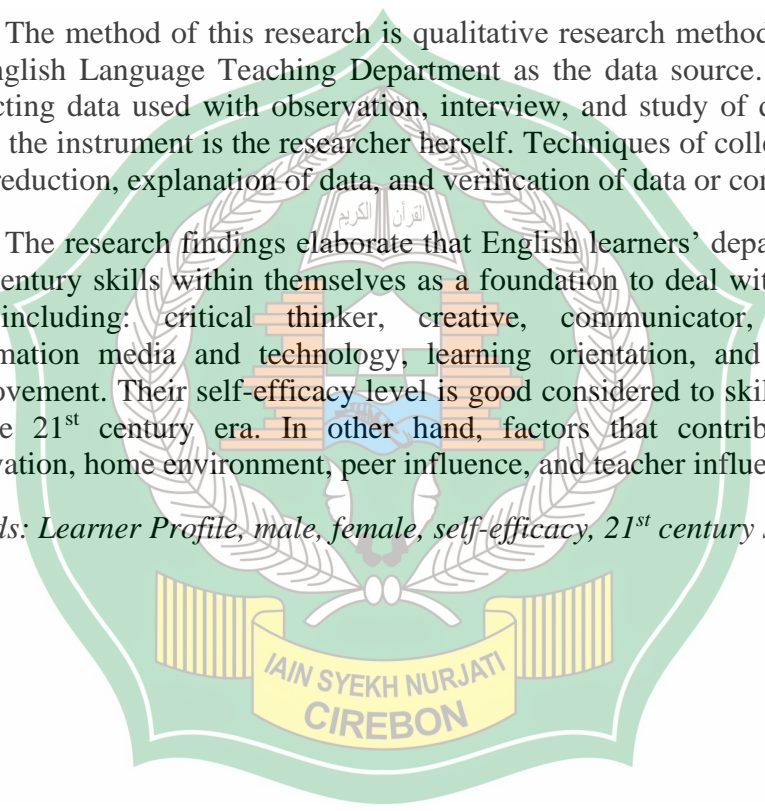 The method of this research is qualitative research method
nglish Language Teaching Department as the data source.
cting data used with observation, interview, and study of
the instrument is the researcher herself. Techniques of colle
reduction, explanation of data, and verification of data or con
القرآن الكريم
The research findings elaborate that English learners’ depa
entury skills within themselves as a foundation to deal wit
including: critical thinker, creative, communicator,
mation media and technology, learning orientation, and
ovement. Their self-efficacy level is good considered to skil
e 21st century era. In other hand, factors that contrib
vation, home environment, peer influence, and teacher influe
ds: Learner Profile, male, female, self-efficacy, 21st century
IAIN SYEKH NURJATI
CIREBON